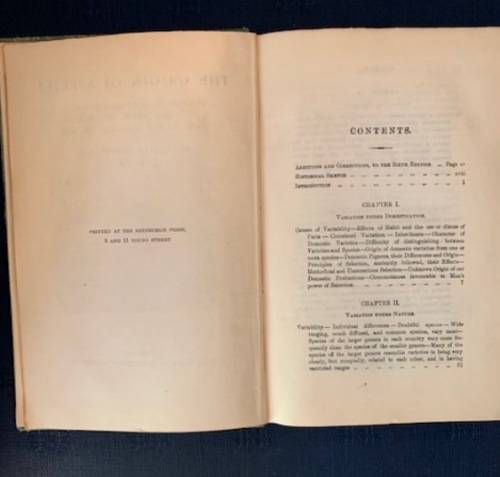 PRINTED AT THE EDINBURGH PRESS,
9 AND 11 YOUNG STREET
CONTENTS.
ADDITIONS AND CORRECTIONS, TO THE SIXTH EDITION - Page
HISTORICAL SKETCH - - - - - - - - xviii
INTRODUCTION - - - - - - - - - 1
CHAPTER I.
VARIATION UNDER DOMESTICATION.
Causes of Variability—Effects of Habit and the use or disuse of
Parts — Correlated Variation — Inheritance — Character of
Domestic Varieties—Difficulty of distinguishing between
Varieties and Species—Origin of domestic varieties from one or
more species—Domestic Pigeons, their Differences and Origin—
Principles of Selection, anciently followed, their Effects—
Methodical and Unconscious Selection—Unknown Origin of our
Domestic Productions—Circumstances favourable to Man's
power of Selection - - - - - - - - 7
CHAPTER II.
VARIATION UNDER NATURE.
Variability — Individual differences — Doubtful species — Wide
ranging, much diffused, and common species, vary most—
Species of the larger genera in each country vary more fre-
quently than the species of the smaller genera—Many of the
species of the larger genera resemble varieties in being very
closely, but unequally, related to each other, and in having
restricted ranges - - - - - - - -